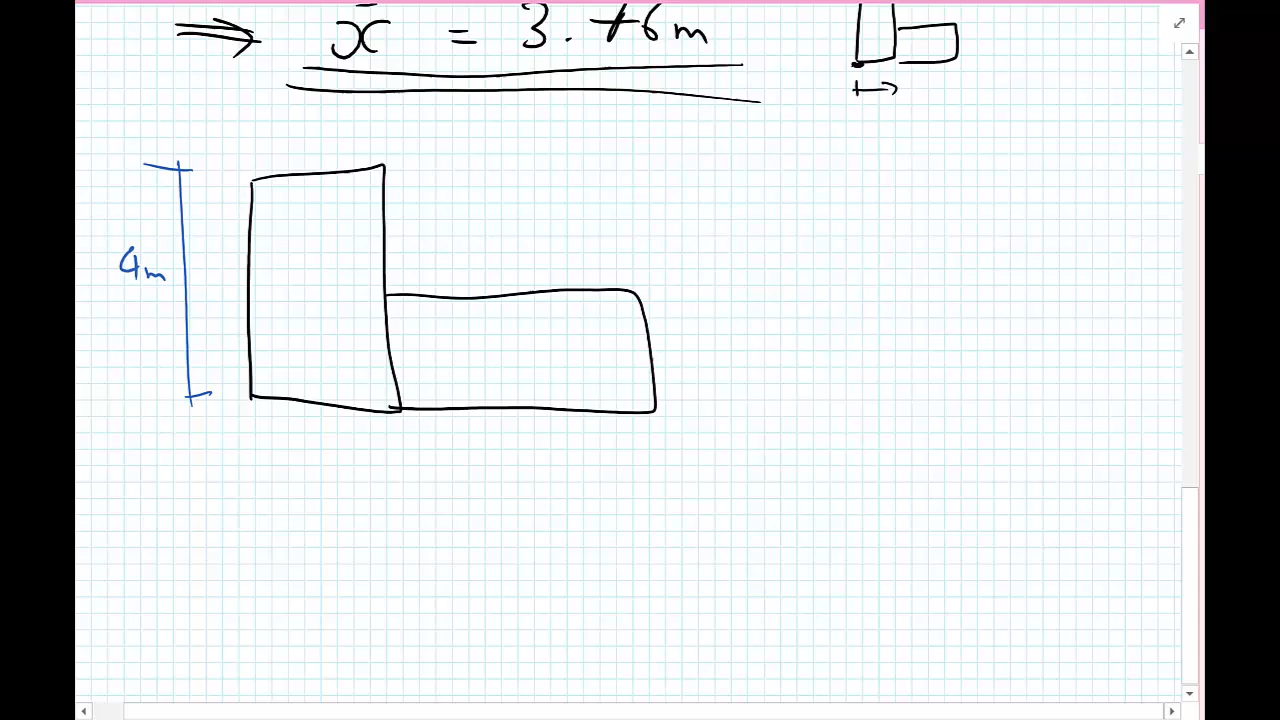 ⇒ x̄ = 3.76m
4m